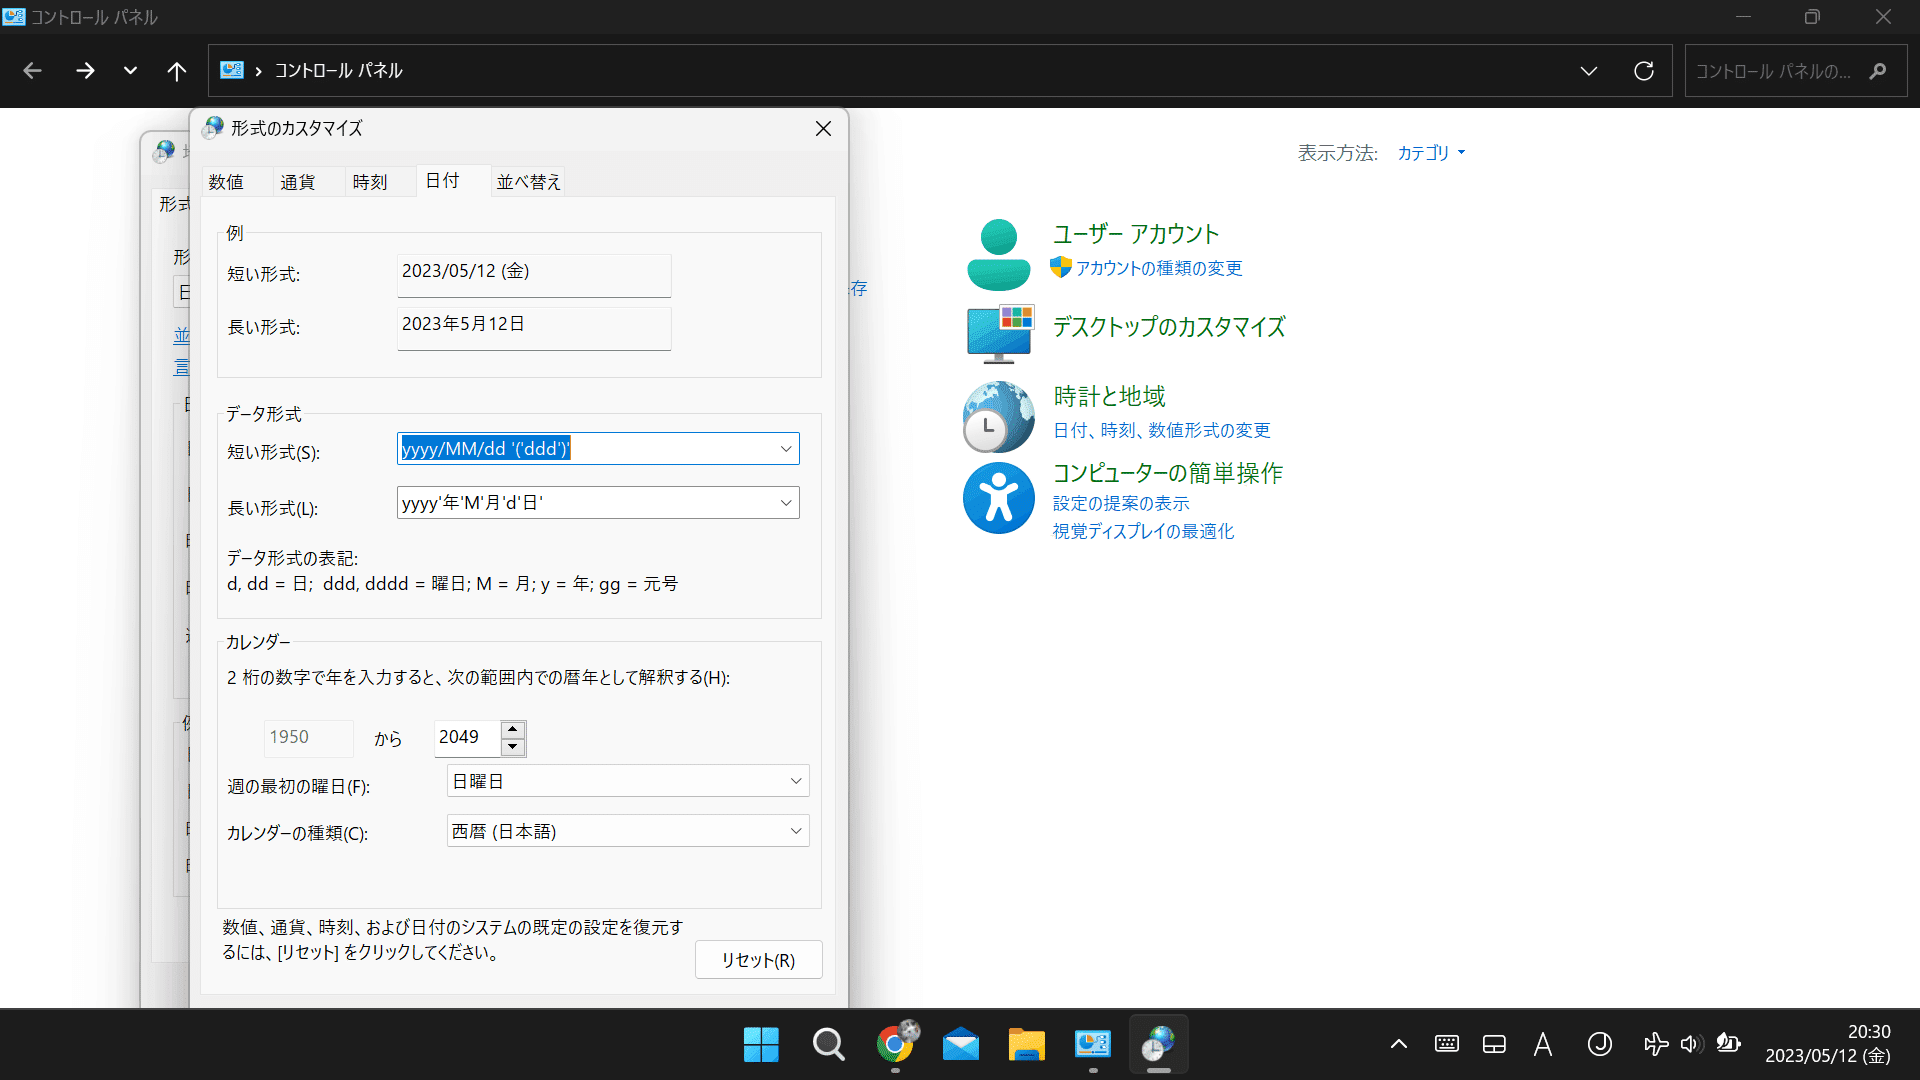 コントロール パネル
コントロール パネル
コントロール パネルの...
形式のカスタマイズ
数値
通貨
時刻
日付
並べ替え
形式
形
日
並
言
例
短い形式:
2023/05/12 (金)
長い形式:
2023年5月12日
データ形式
短い形式(S):
yyyy/MM/dd '('ddd')'
長い形式(L):
yyyy'年'M'月'd'日'
データ形式の表記:
d, dd = 日; ddd, dddd = 曜日; M = 月; y = 年; gg = 元号
カレンダー
2 桁の数字で年を入力すると、次の範囲内での暦年として解釈する(H):
1950
から
2049
週の最初の曜日(F):
日曜日
カレンダーの種類(C):
西暦 (日本語)
数値、通貨、時刻、および日付のシステムの既定の設定を復元す
るには、[リセット] をクリックしてください。
リセット(R)
存
表示方法:
カテゴリ
ユーザー アカウント
アカウントの種類の変更
デスクトップのカスタマイズ
時計と地域
日付、時刻、数値形式の変更
コンピューターの簡単操作
設定の提案の表示
視覚ディスプレイの最適化
A
J
20:30
2023/05/12 (金)